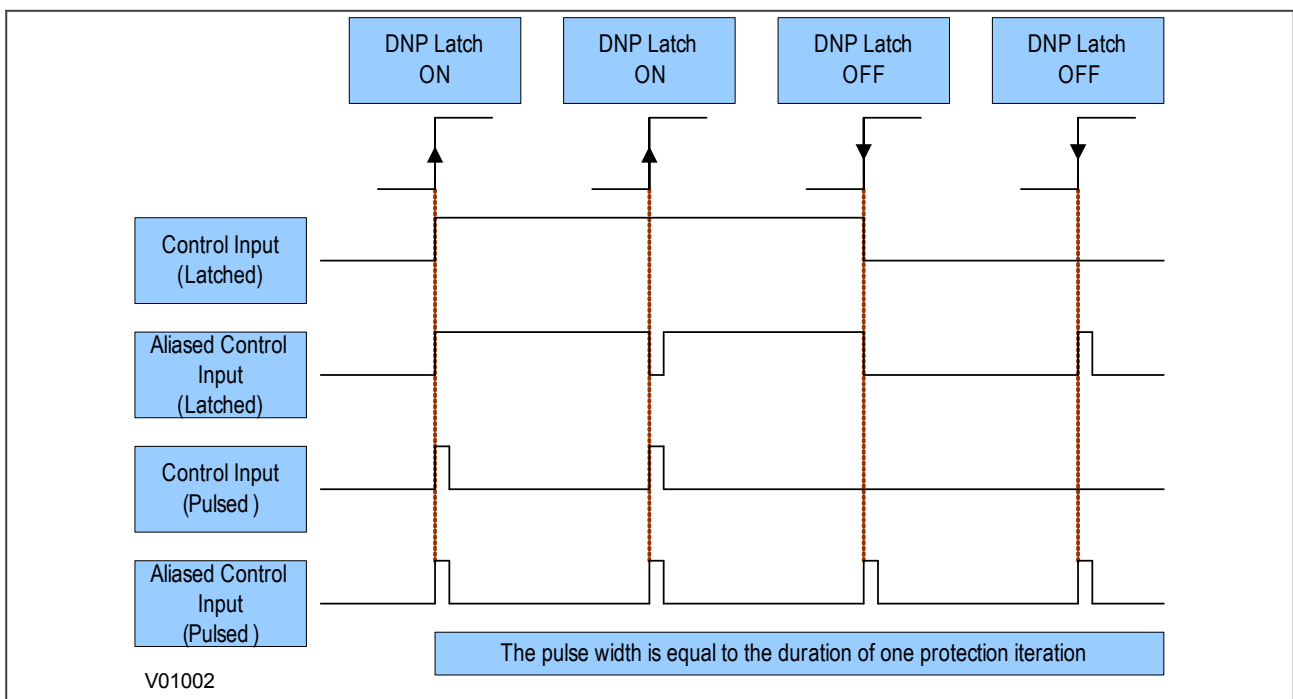 DNP Latch
ON
DNP Latch
ON
DNP Latch
OFF
DNP Latch
OFF
Control Input
(Latched)
Aliased Control
Input
(Latched)
Control Input
(Pulsed )
Aliased Control
Input
(Pulsed )
The pulse width is equal to the duration of one protection iteration
V01002